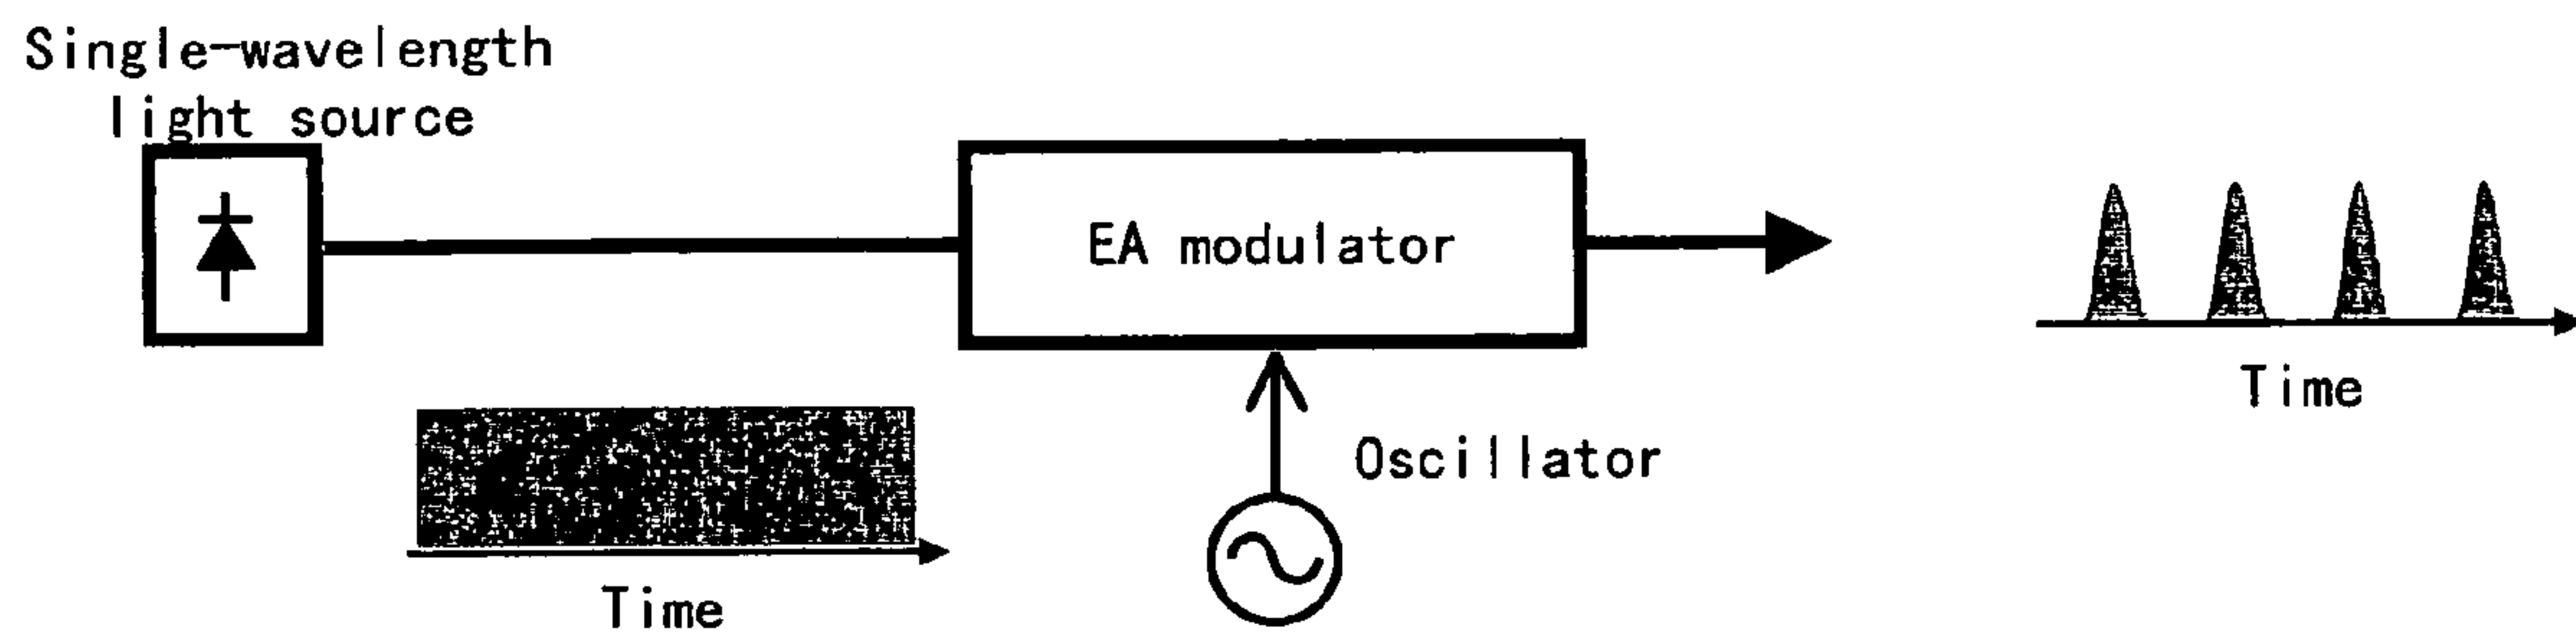 Single-wavelength
light source
EA modulator
Time
Oscillator
Time